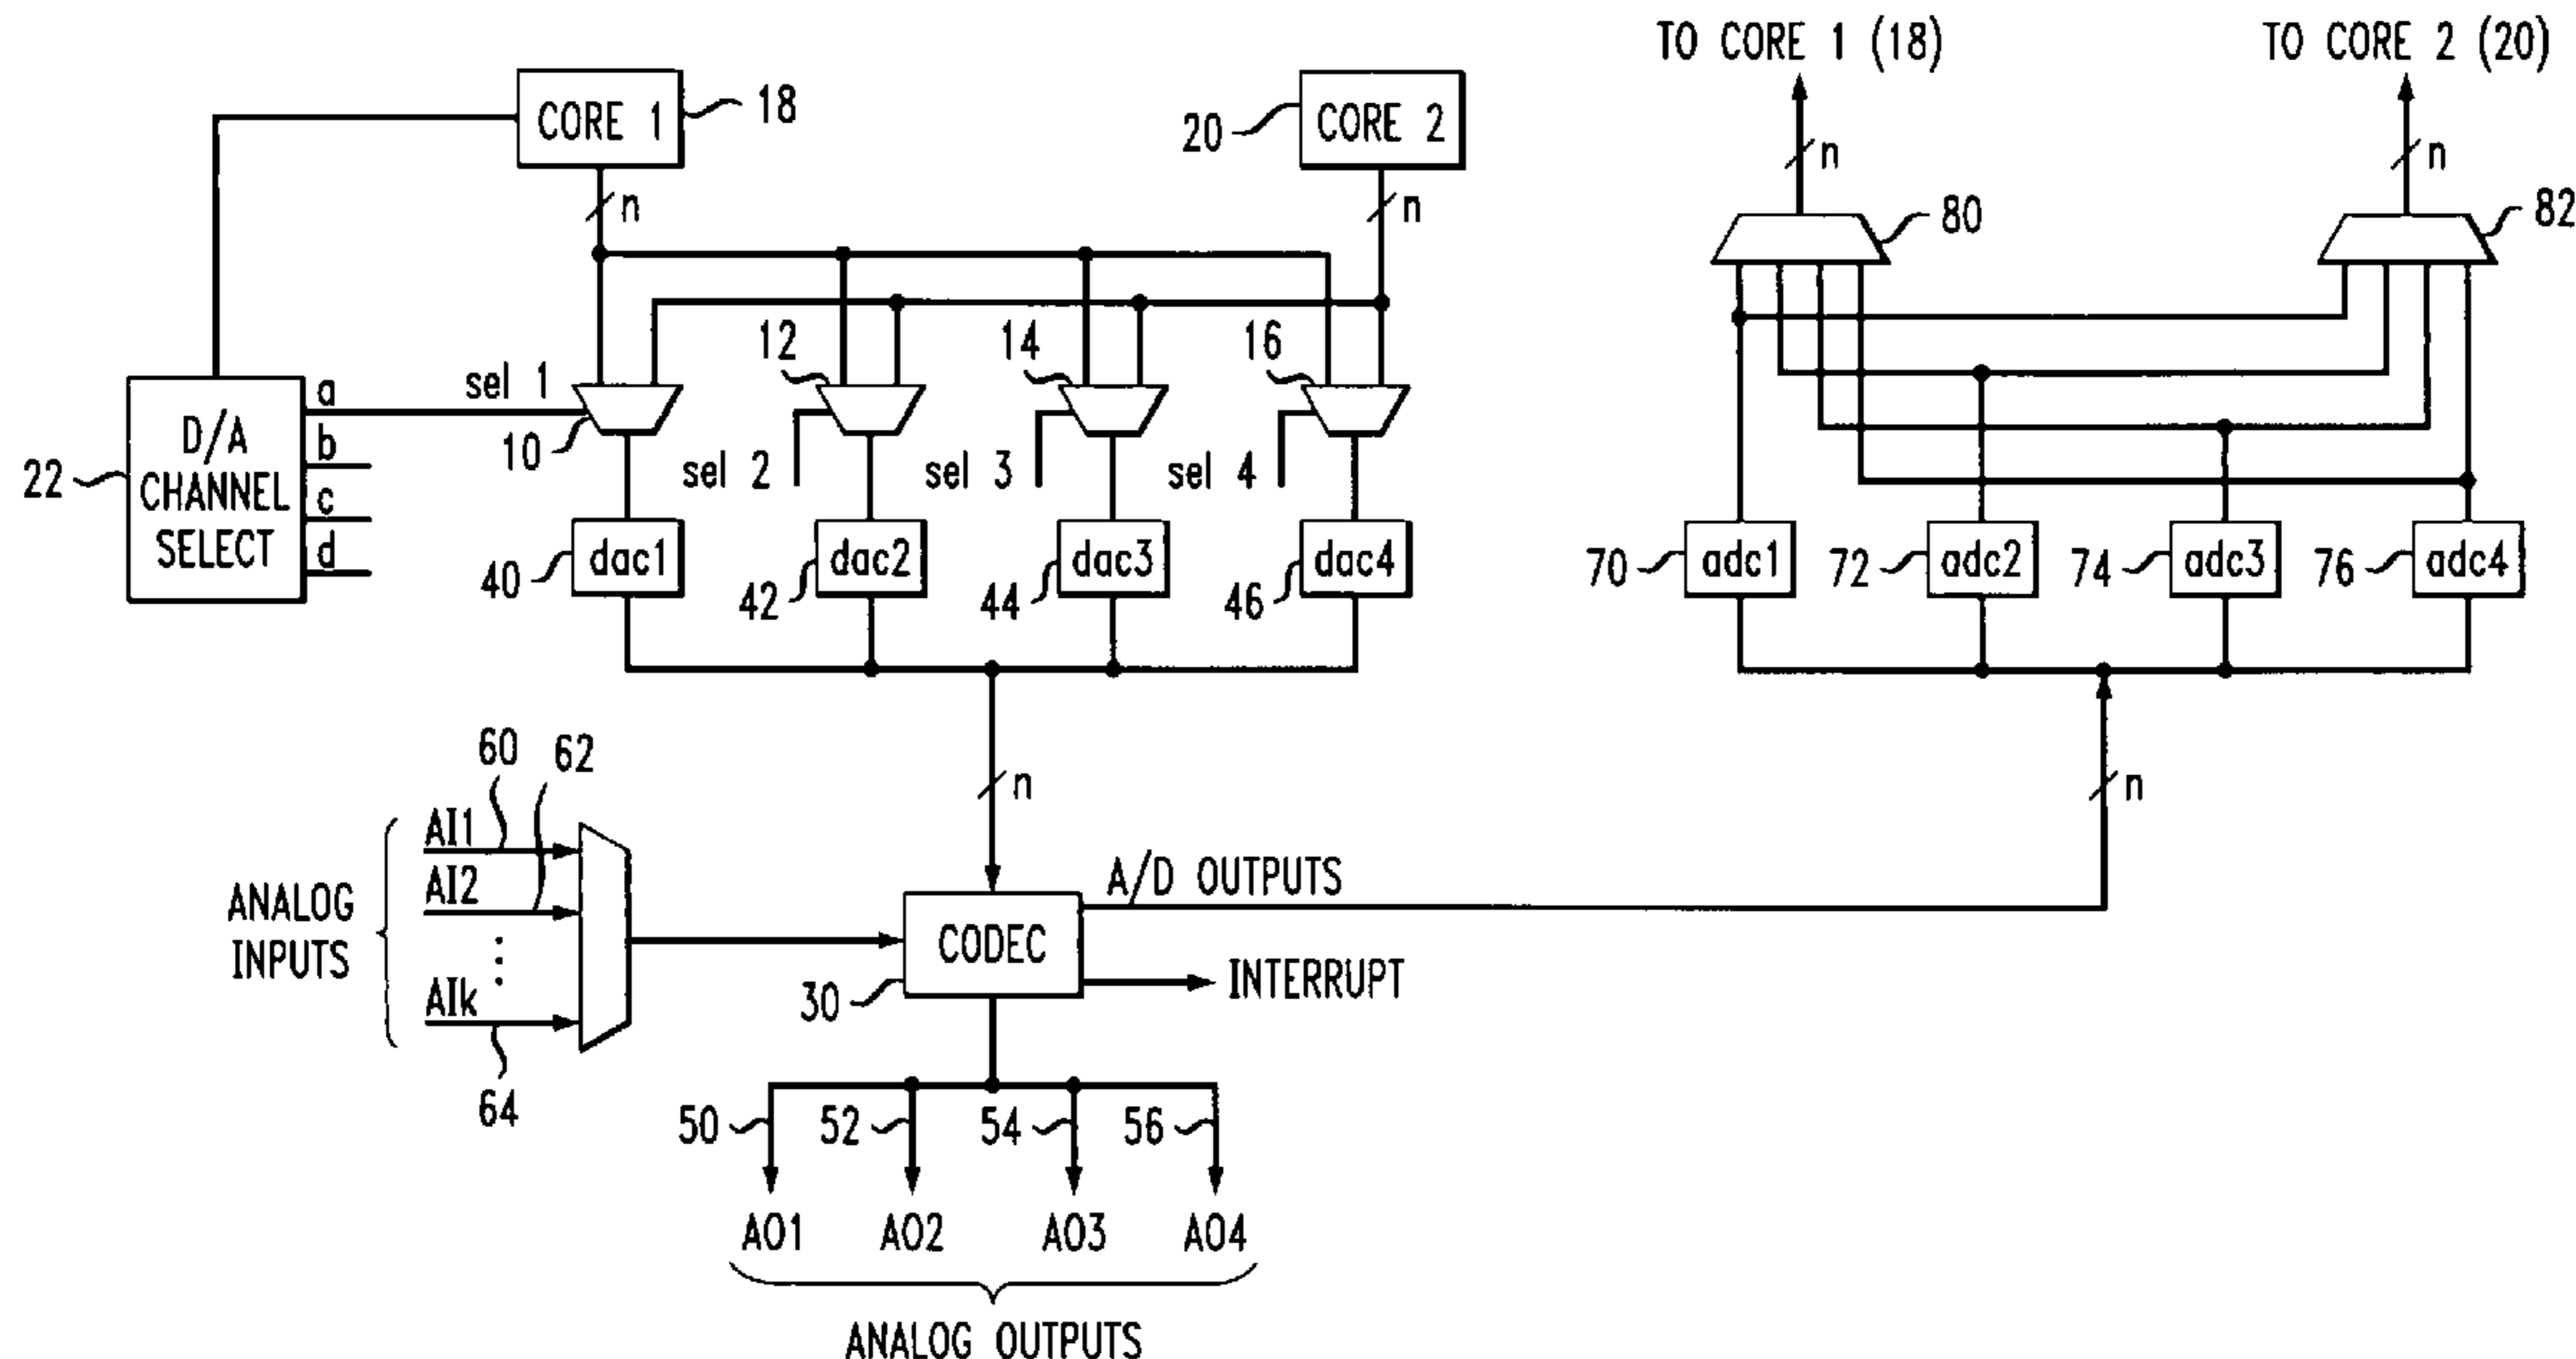 TO CORE 1 (18)
TO CORE 2 (20)
CORE 1
18
20
CORE 2
n
n
n
n
80
82
12
14
16
sel 1
a
b
c
d
D/A
CHANNEL
SELECT
22
10
sel 2
sel 3
sel 4
40
dac1
42
dac2
44
dac3
46
dac4
70
adc1
72
adc2
74
adc3
76
adc4
n
n
60
62
ANALOG
INPUTS
AI1
AI2
⋮
AIk
64
A/D OUTPUTS
CODEC
30
INTERRUPT
50
52
54
56
AO1
AO2
AO3
AO4
ANALOG OUTPUTS